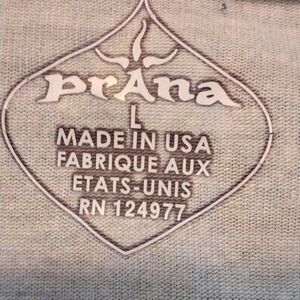 prAna
L
MADE IN USA
FABRIQUE AUX
ETATS-UNIS
RN 124977